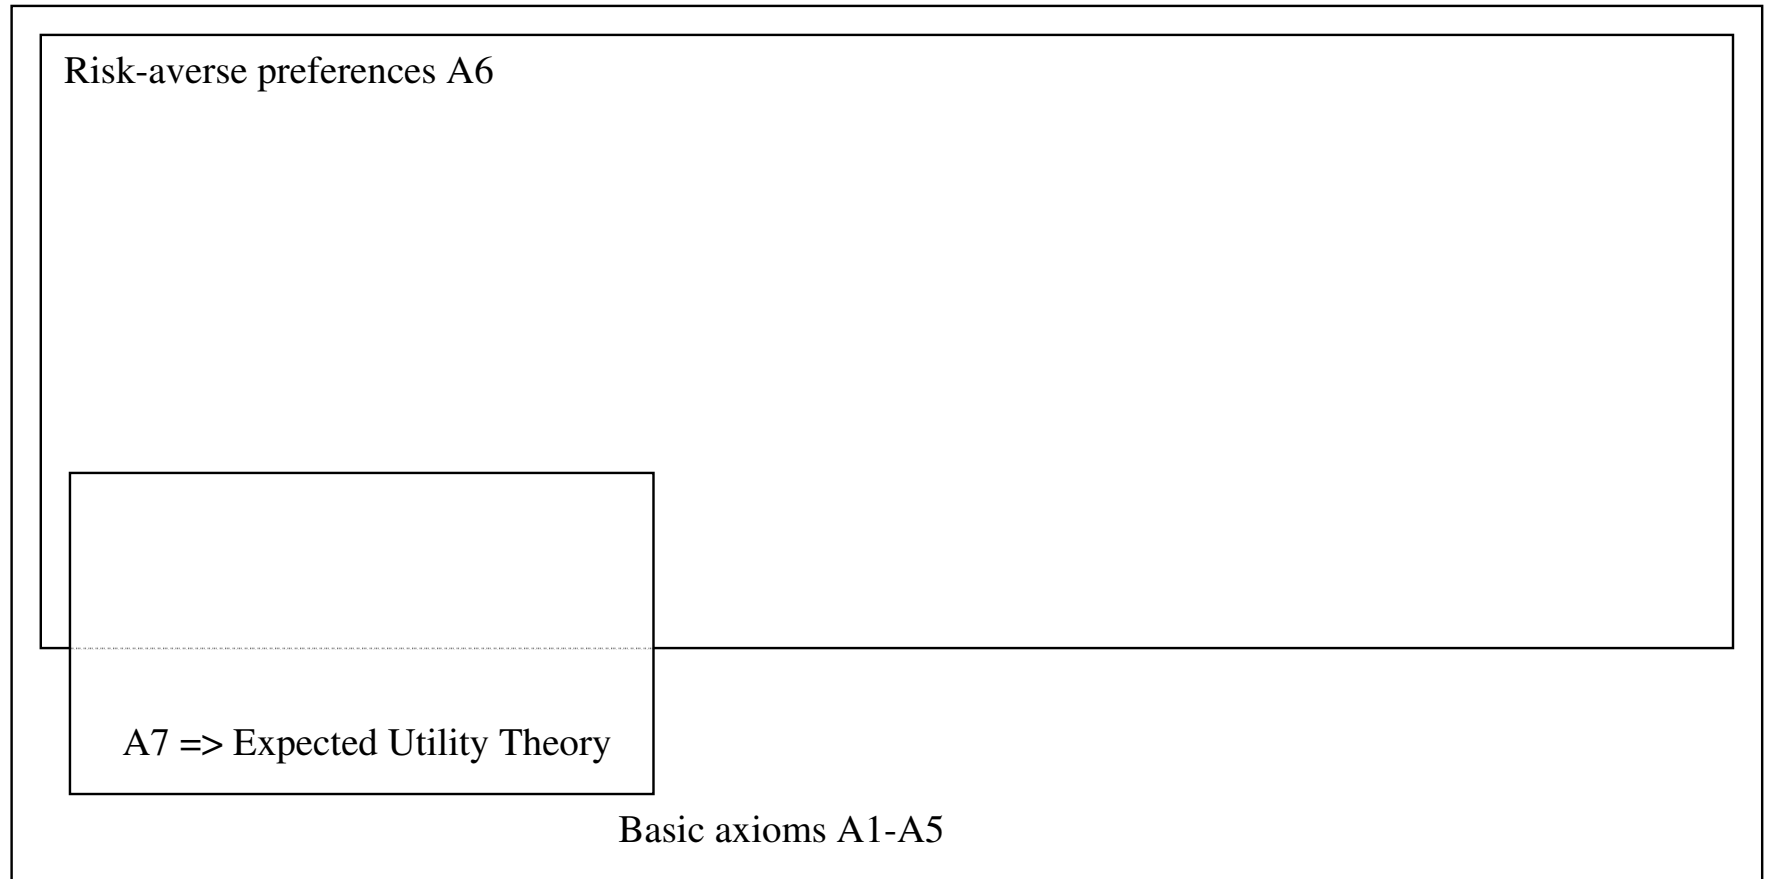 Risk-averse preferences A6
A7 => Expected Utility Theory
Basic axioms A1-A5